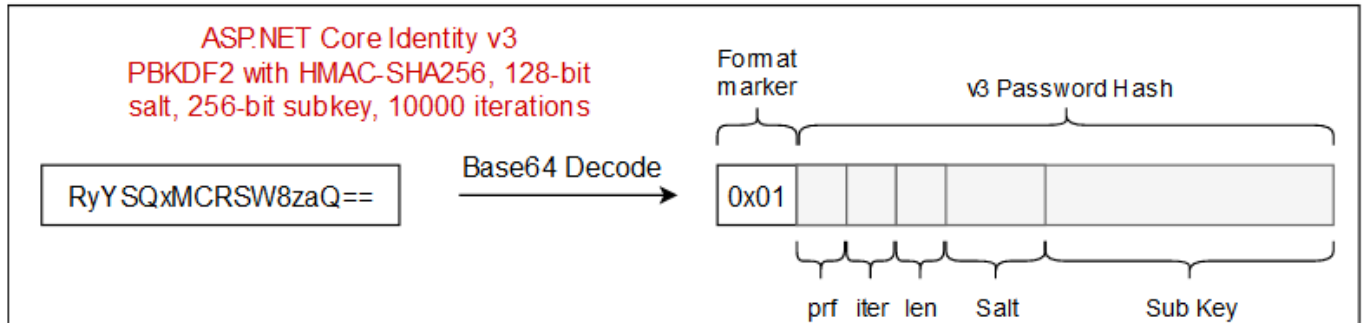 ASP.NET Core Identity v3
PBKDF2 with HMAC-SHA256, 128-bit
salt, 256-bit subkey, 10000 iterations
Format
marker
v3 Password Hash
RyYSQxMCRSW8zaQ==
Base64 Decode
0x01
prf iter len Salt Sub Key